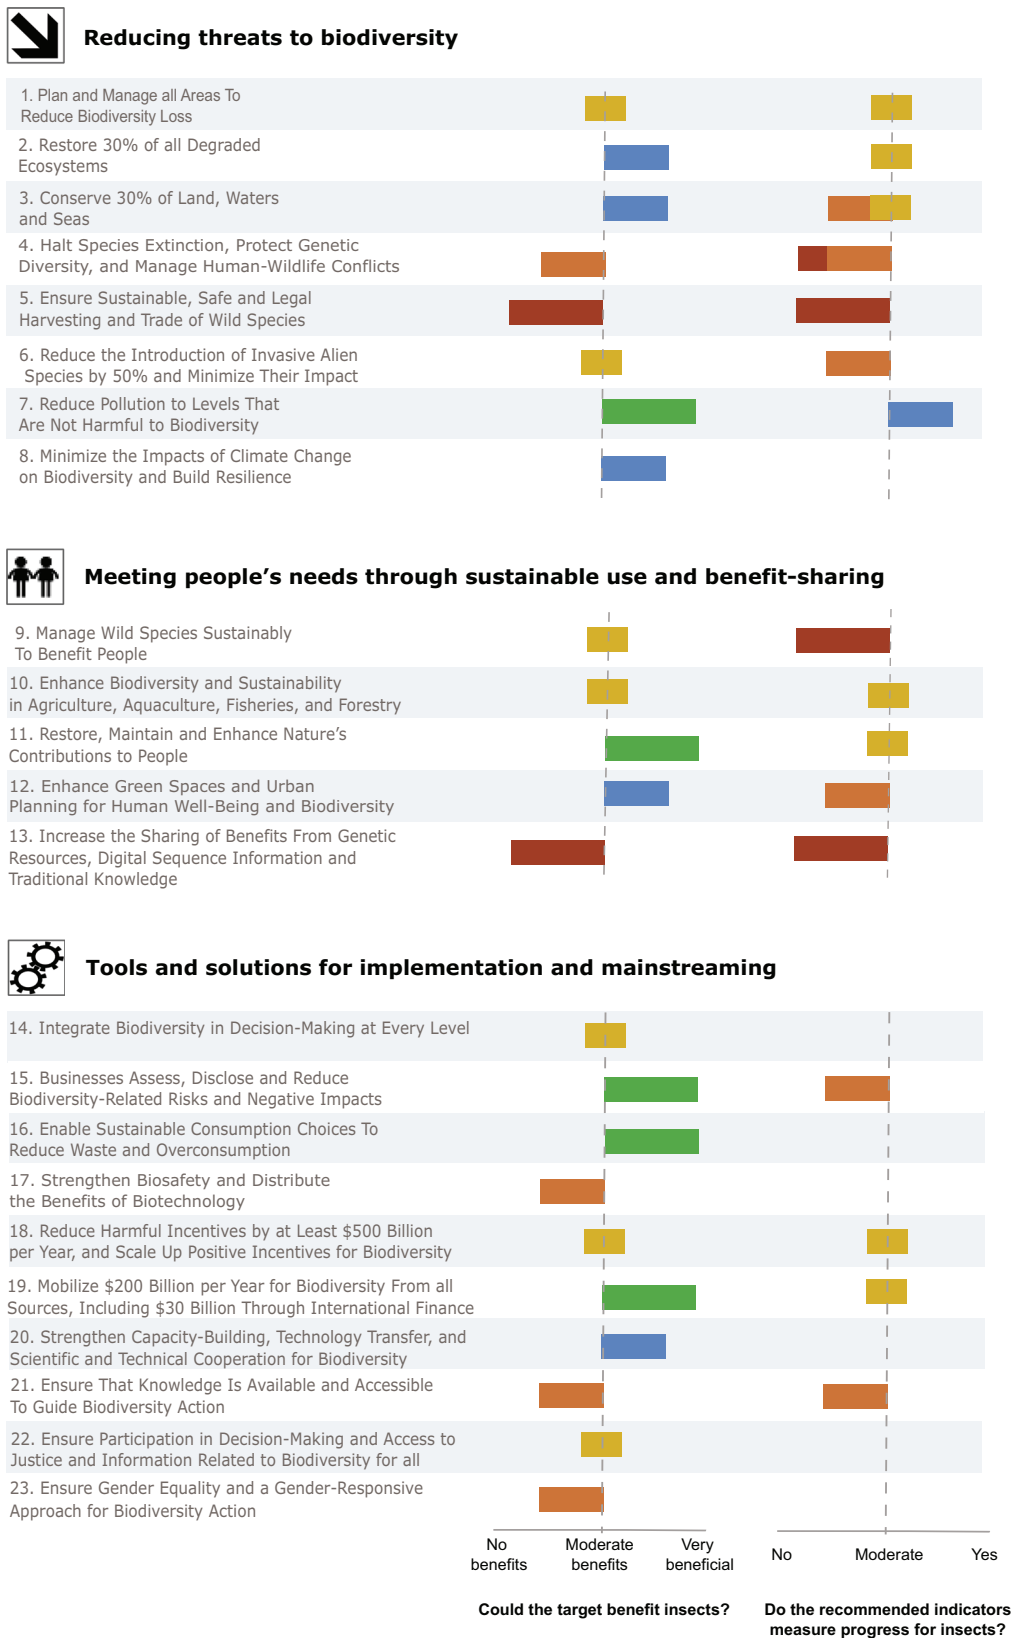 Reducing threats to biodiversity
1. Plan and Manage all Areas To
Reduce Biodiversity Loss
2. Restore 30% of all Degraded
Ecosystems
3. Conserve 30% of Land, Waters
and Seas
4. Halt Species Extinction, Protect Genetic
Diversity, and Manage Human-Wildlife Conflicts
5. Ensure Sustainable, Safe and Legal
Harvesting and Trade of Wild Species
6. Reduce the Introduction of Invasive Alien
Species by 50% and Minimize Their Impact
7. Reduce Pollution to Levels That
Are Not Harmful to Biodiversity
8. Minimize the Impacts of Climate Change
on Biodiversity and Build Resilience
Meeting people’s needs through sustainable use and benefit-sharing
9. Manage Wild Species Sustainably
To Benefit People
10. Enhance Biodiversity and Sustainability
in Agriculture, Aquaculture, Fisheries, and Forestry
11. Restore, Maintain and Enhance Nature’s
Contributions to People
12. Enhance Green Spaces and Urban
Planning for Human Well-Being and Biodiversity
13. Increase the Sharing of Benefits From Genetic
Resources, Digital Sequence Information and
Traditional Knowledge
Tools and solutions for implementation and mainstreaming
14. Integrate Biodiversity in Decision-Making at Every Level
15. Businesses Assess, Disclose and Reduce
Biodiversity-Related Risks and Negative Impacts
16. Enable Sustainable Consumption Choices To
Reduce Waste and Overconsumption
17. Strengthen Biosafety and Distribute
the Benefits of Biotechnology
18. Reduce Harmful Incentives by at Least $500 Billion
per Year, and Scale Up Positive Incentives for Biodiversity
19. Mobilize $200 Billion per Year for Biodiversity From all
Sources, Including $30 Billion Through International Finance
20. Strengthen Capacity-Building, Technology Transfer, and
Scientific and Technical Cooperation for Biodiversity
21. Ensure That Knowledge Is Available and Accessible
To Guide Biodiversity Action
22. Ensure Participation in Decision-Making and Access to
Justice and Information Related to Biodiversity for all
23. Ensure Gender Equality and a Gender-Responsive
Approach for Biodiversity Action
No
benefits
Moderate
benefits
Very
beneficial
No
Moderate
Yes
Could the target benefit insects?
Do the recommended indicators
measure progress for insects?